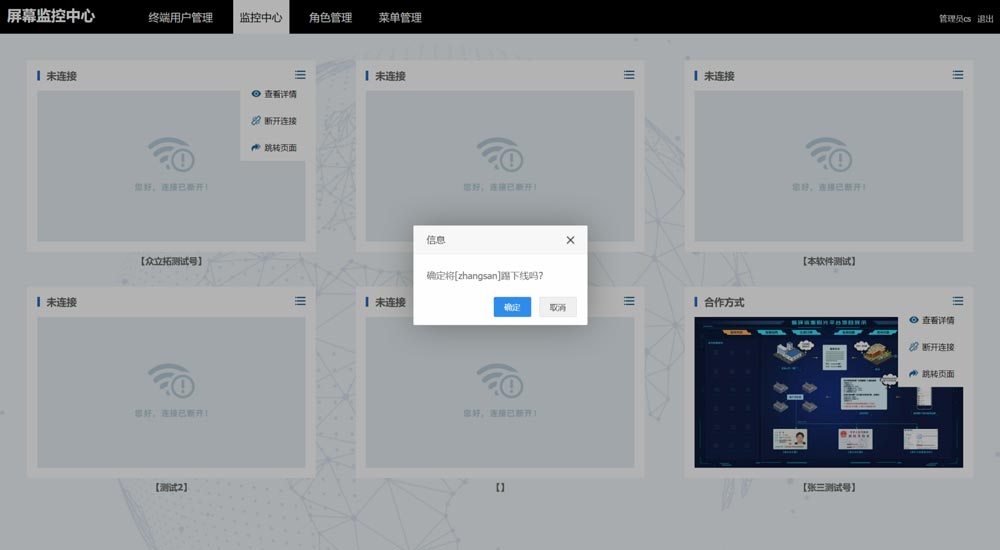 屏幕监控中心
终端用户管理
监控中心
角色管理
菜单管理
管理员cs 退出
未连接
查看详情
断开连接
跳转页面
您好，连接已断开！
【众立拓测试号】
未连接
您好，连接已断开！
未连接
您好，连接已断开！
【本软件测试】
信息
确定将[zhangsan]踢下线吗?
确定
取消
未连接
您好，连接已断开！
【测试2】
未连接
您好，连接已断开！
【】
合作方式
查看详情
断开连接
跳转页面
【张三测试号】